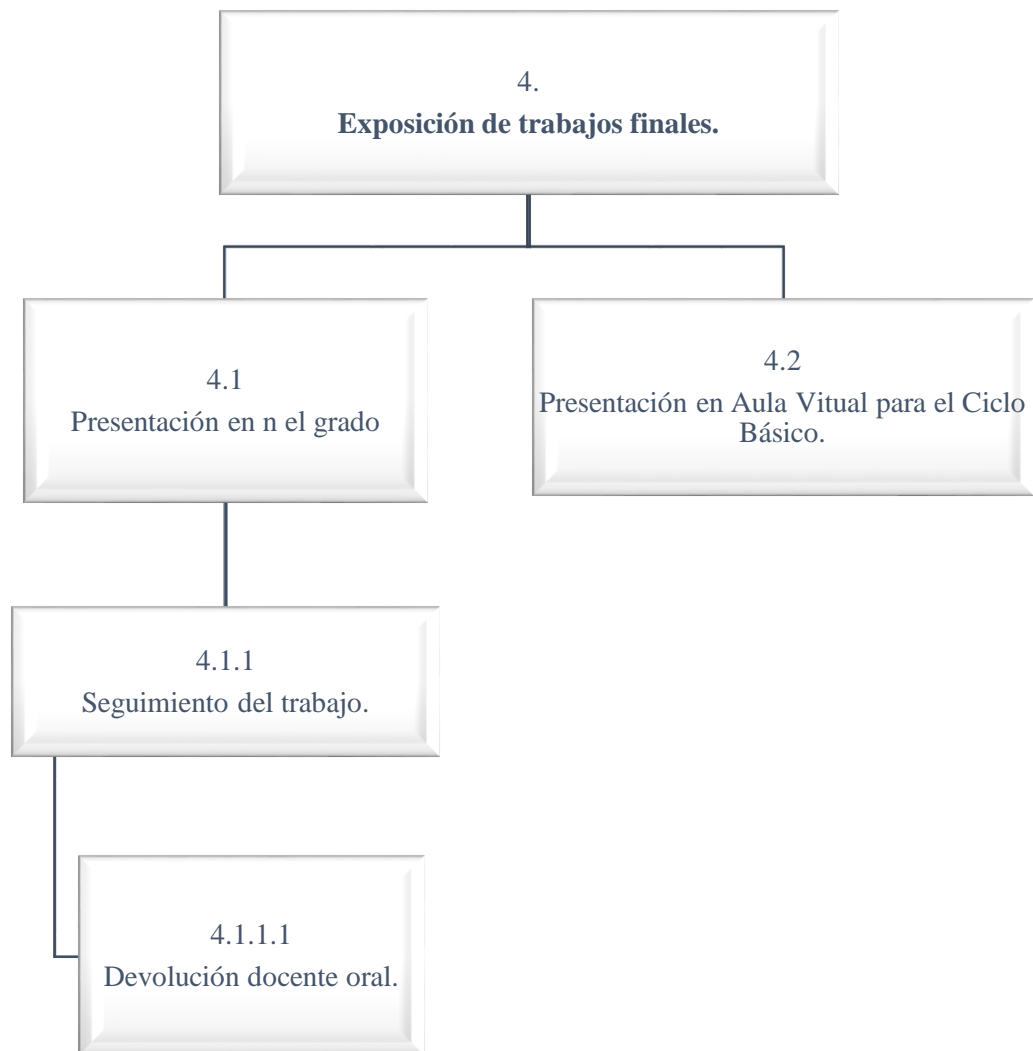 4.
Exposición de trabajos finales.
4.1
Presentación en n el grado
4.2
Presentación en Aula Vitual para el Ciclo
Básico.
4.1.1
Seguimiento del trabajo.
4.1.1.1
Devolución docente oral.